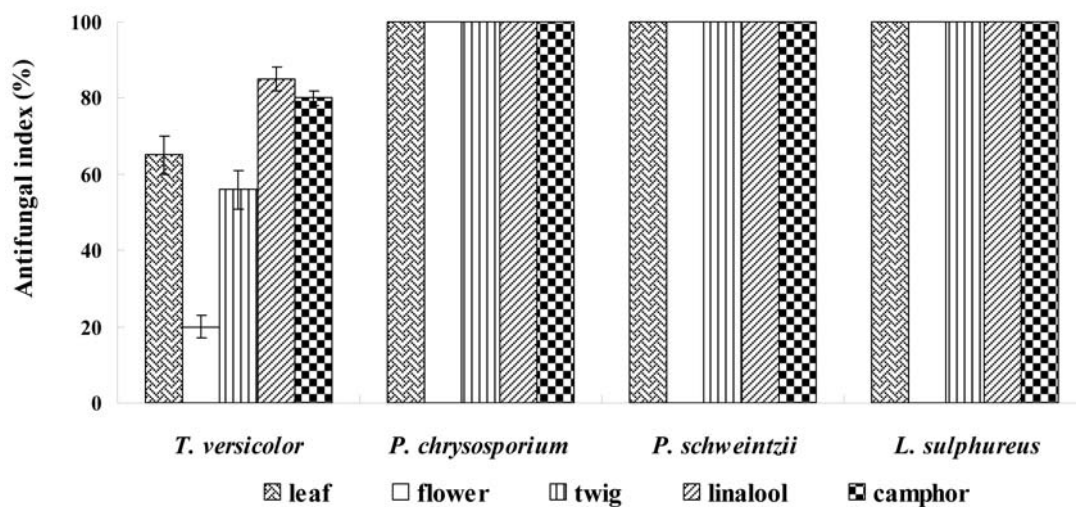 Antifungal index (%)
100
80
60
40
20
0
T. versicolor P. chrysosporium P. schweintzii L. sulphureus
leaf flower twig linalool camphor